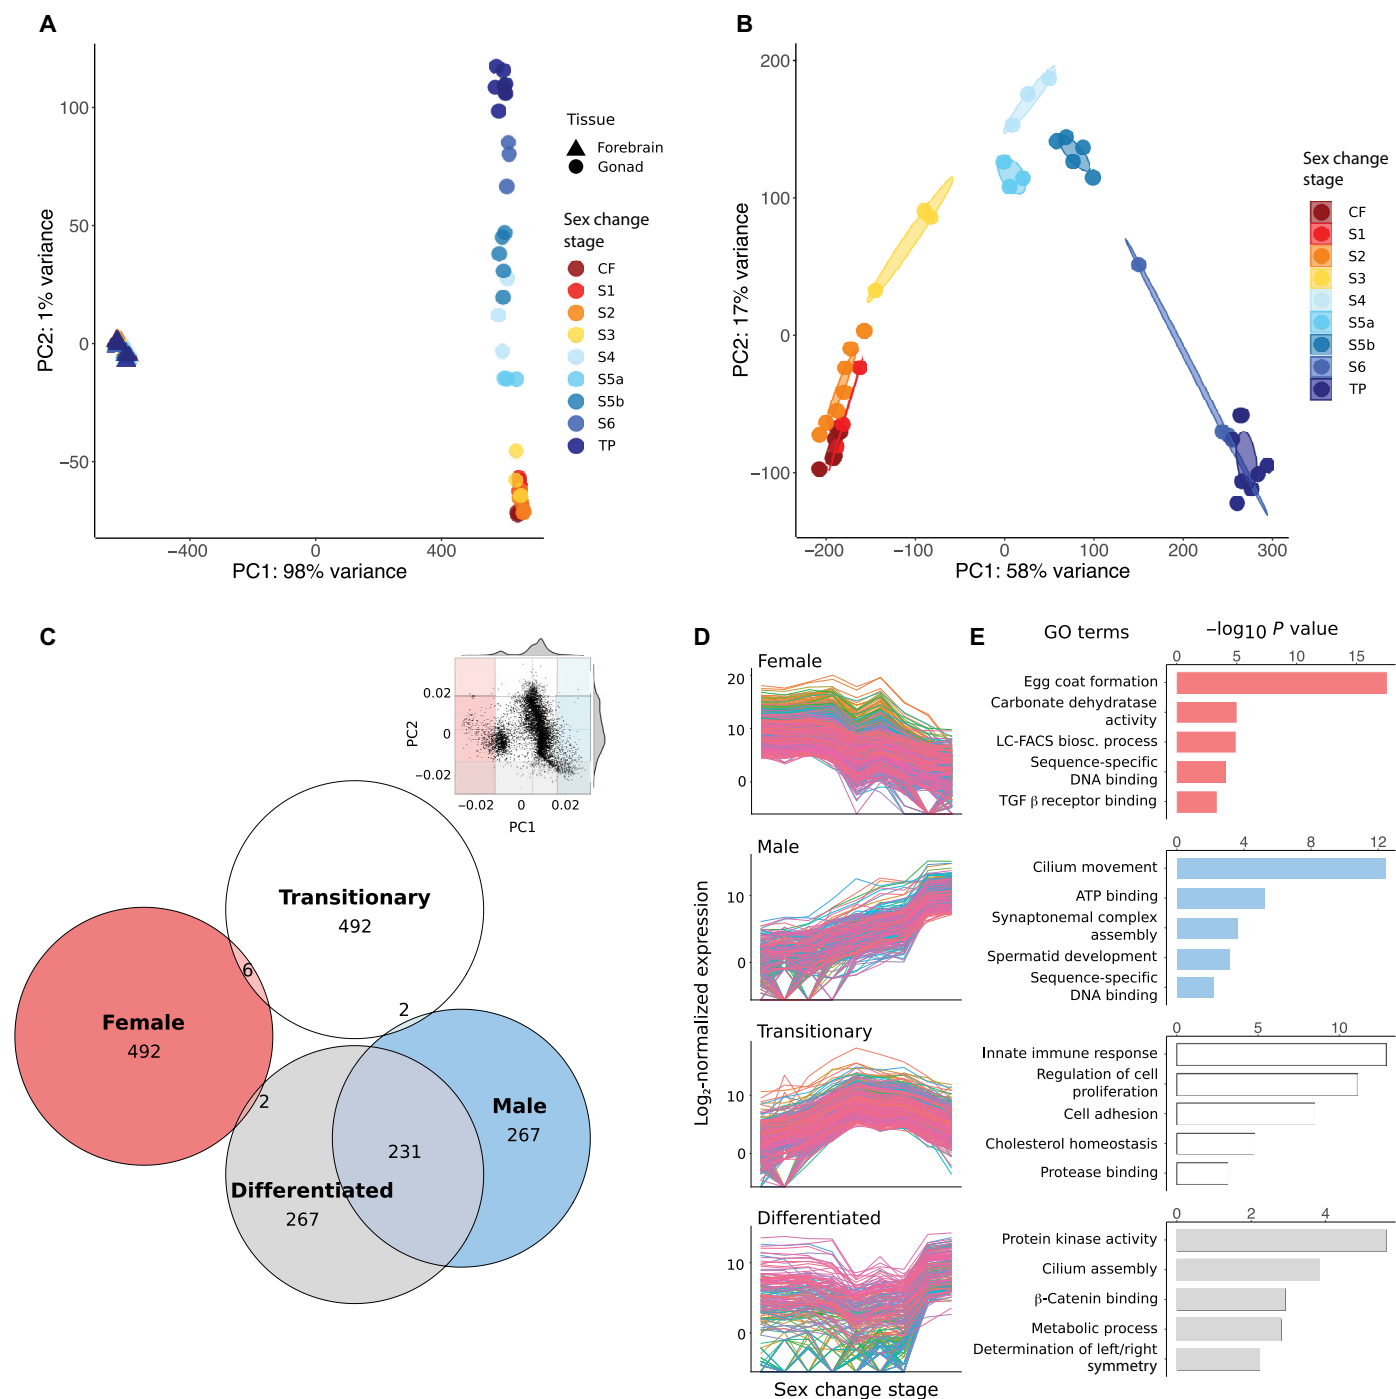 A
100
50
0
−50
PC2: 1% variance
−400
0
400
PC1: 98% variance
Tissue
Forebrain
Gonad
Sex change
stage
CF
S1
S2
S3
S4
S5a
S5b
S6
TP
B
200
100
0
−100
PC2: 17% variance
−200
−100
0
100
200
300
PC1: 58% variance
Sex change
stage
CF
S1
S2
S3
S4
S5a
S5b
S6
TP
C
0.02
0
−0.02
PC2
−0.02
0
0.02
PC1
Transitionary
492
6
2
Female
492
2
Male
267
231
Differentiated
267
D
Log₂-normalized expression
Female
20
10
0
Male
10
0
Transitionary
10
0
Differentiated
10
0
Sex change stage
E
GO terms
−log₁₀ P value
0
5
10
15
Egg coat formation
Carbonate dehydratase
activity
LC-FACS biosc. process
Sequence-specific
DNA binding
TGF β receptor binding
0
4
8
12
Cilium movement
ATP binding
Synaptonemal complex
assembly
Spermatid development
Sequence-specific
DNA binding
0
5
10
Innate immune response
Regulation of cell
proliferation
Cell adhesion
Cholesterol homeostasis
Protease binding
0
2
4
Protein kinase activity
Cilium assembly
β-Catenin binding
Metabolic process
Determination of left/right
symmetry